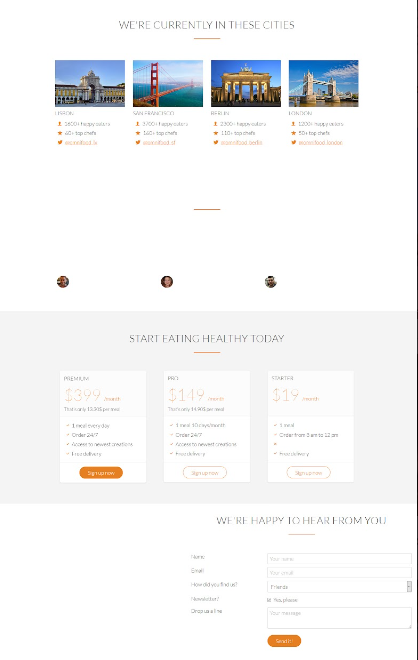 WE'RE CURRENTLY IN THESE CITIES
LISBON
SAN FRANCISCO
BERLIN
LONDON
1600+ happy eaters
3700+ happy eaters
2300+ happy eaters
1200+ happy eaters
60+ top chefs
160+ top chefs
110+ top chefs
50+ top chefs
START EATING HEALTHY TODAY
PREMIUM
PRO
STARTER
$399 /month
$149 /month
$19 /month
That's only 13.30$ per meal
That's only 14.90$ per meal
1 meal every day
1 meal 10 days/month
1 meal
Order 24/7
Order 24/7
Order from 8 am to 12 pm
Access to newest creations
Access to newest creations
Free delivery
Free delivery
Free delivery
Sign up now
Sign up now
Sign up now
WE'RE HAPPY TO HEAR FROM YOU
Name
Your name
Email
Your email
How did you find us?
Friends
Newsletter?
Yes, please
Drop us a line
Your message
Send it!